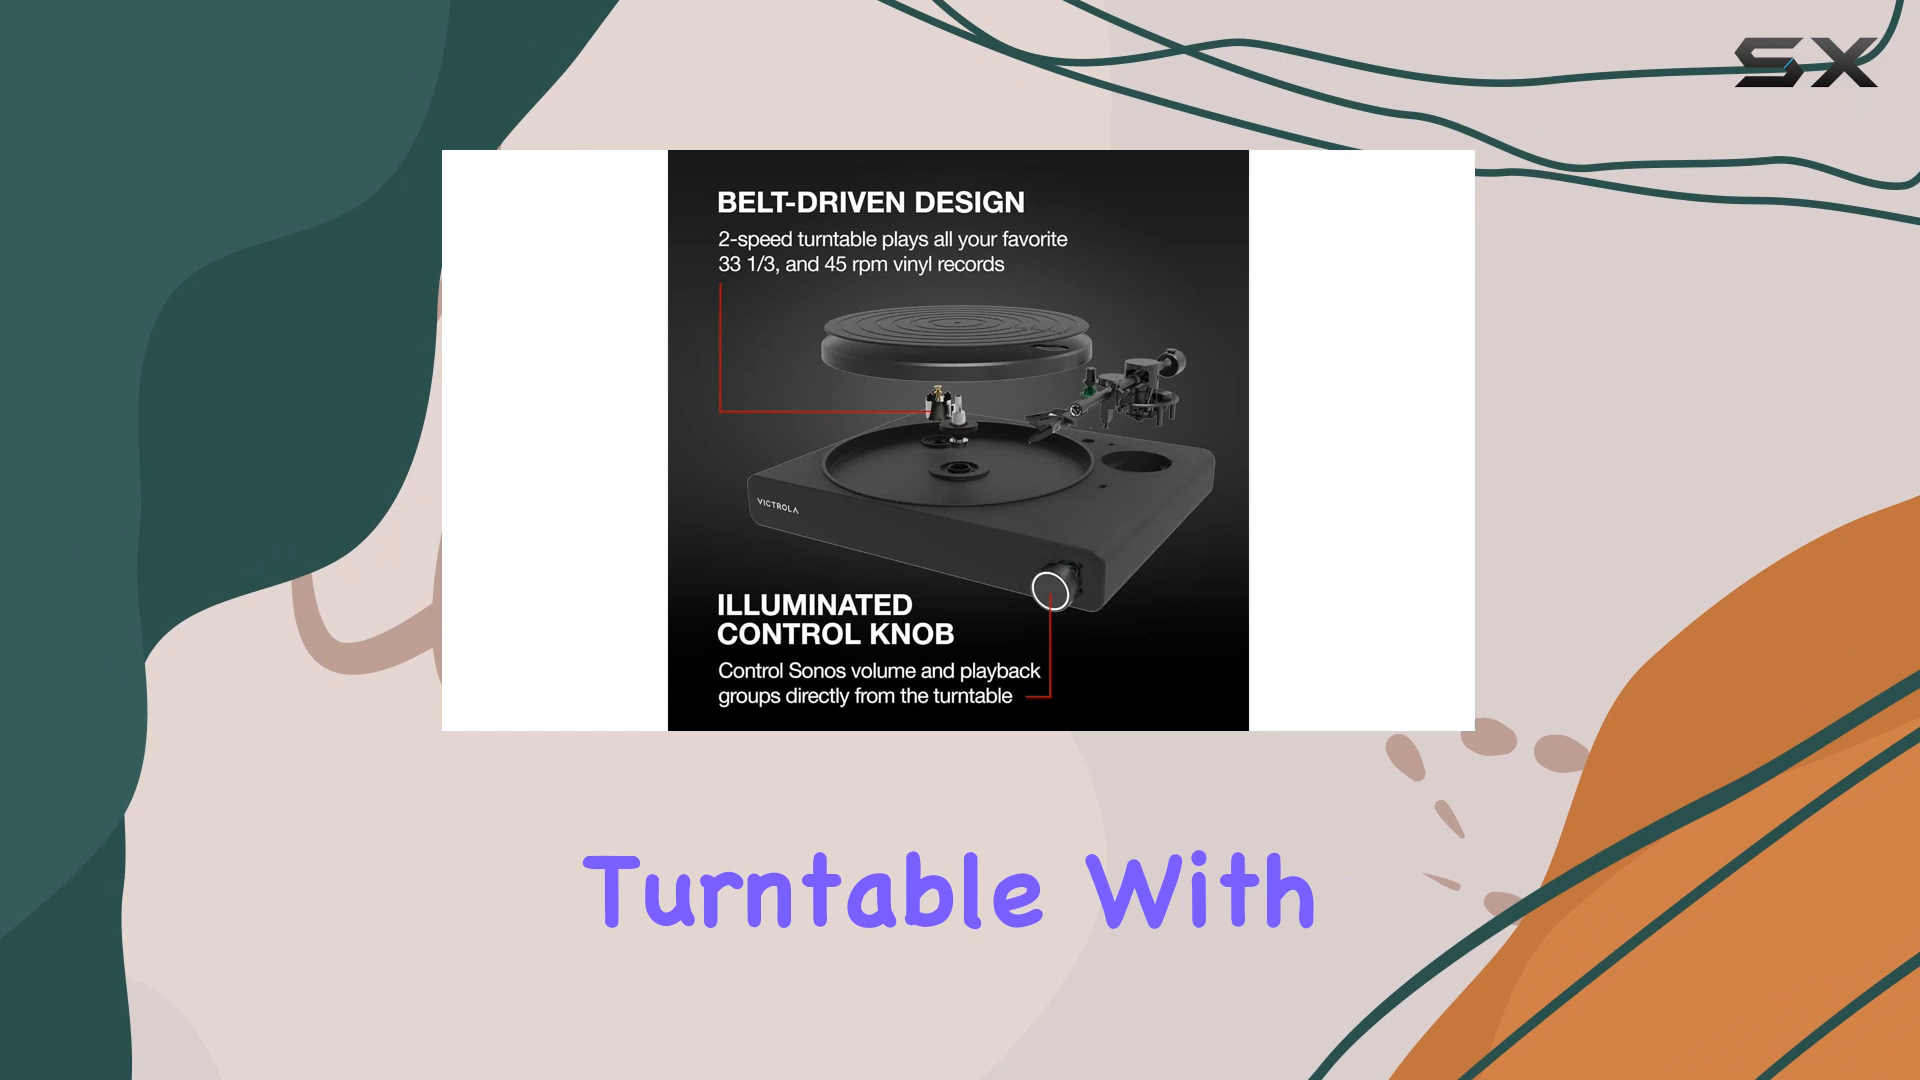 SX
BELT-DRIVEN DESIGN
2-speed turntable plays all your favorite
33 1/3, and 45 rpm vinyl records
VICTROLA
ILLUMINATED
CONTROL KNOB
Control Sonos volume and playback
groups directly from the turntable
Turntable With